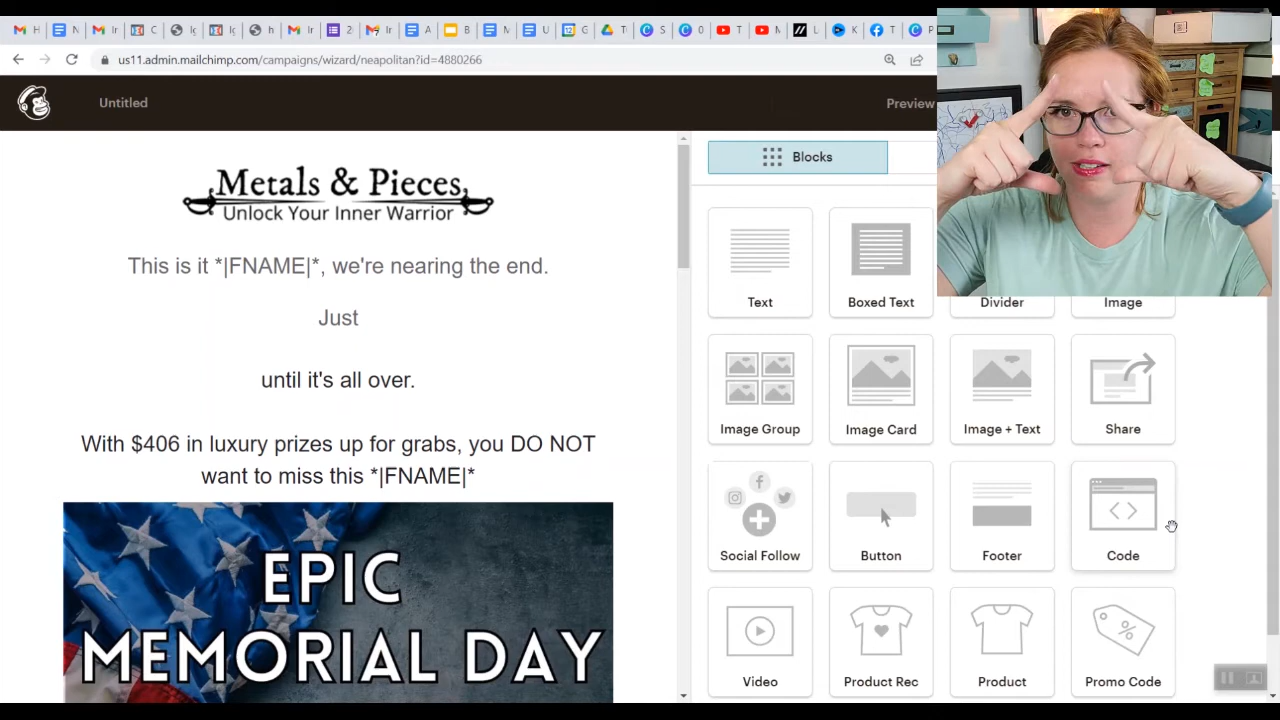 us11.admin.mailchimp.com/campaigns/wizard/neapolitan?id=4880266
Untitled
Preview
Metals & Pieces
Unlock Your Inner Warrior
This is it *|FNAME|*, we're nearing the end.
Just
until it's all over.
With $406 in luxury prizes up for grabs, you DO NOT
want to miss this *|FNAME|*
EPIC
MEMORIAL DAY
Blocks
Text
Boxed Text
Divider
Image
Image Group
Image Card
Image + Text
Share
Social Follow
Button
Footer
Code
Video
Product Rec
Product
Promo Code